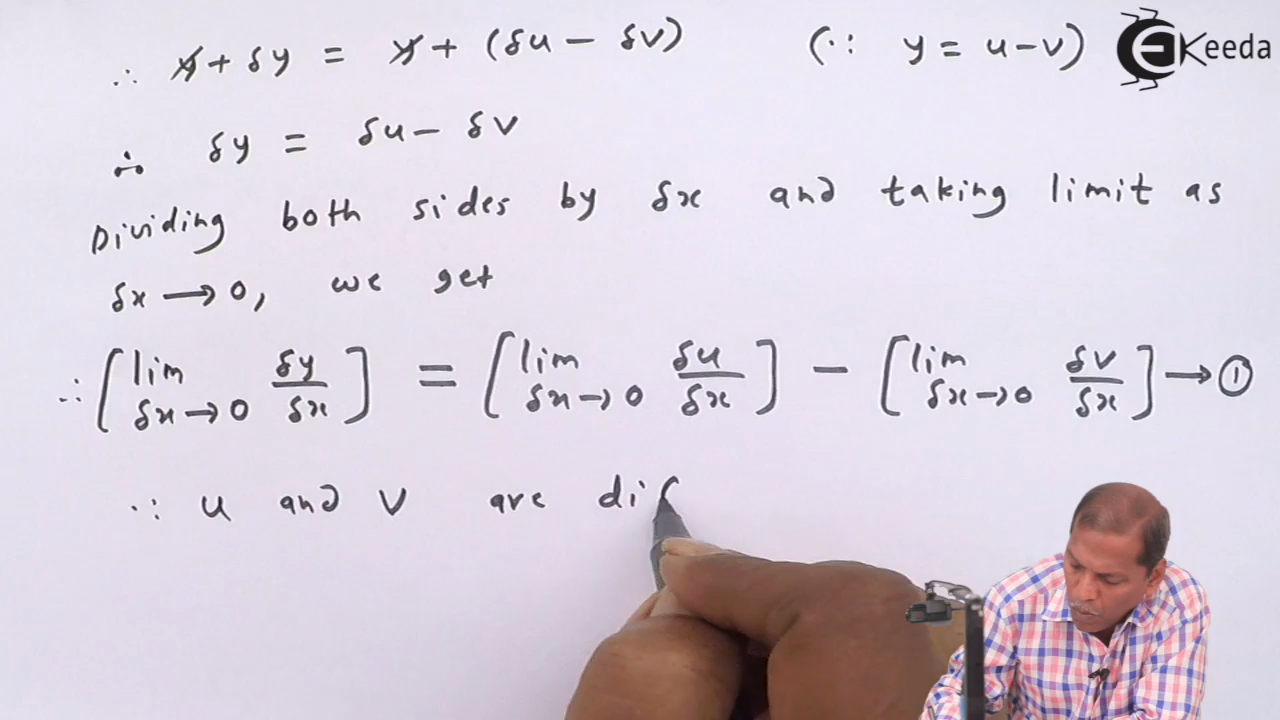 ∴ y + δy = y + (δu − δv) (∵ y = u − v)
Ekeeda
∴ δy = δu − δv
Dividing both sides by δx and taking limit as
δx → 0, we get
∴ [lim δx→0 δy/δx] = [lim δx→0 δu/δx] − [lim δx→0 δv/δx] → ①
∵ u and v are dif